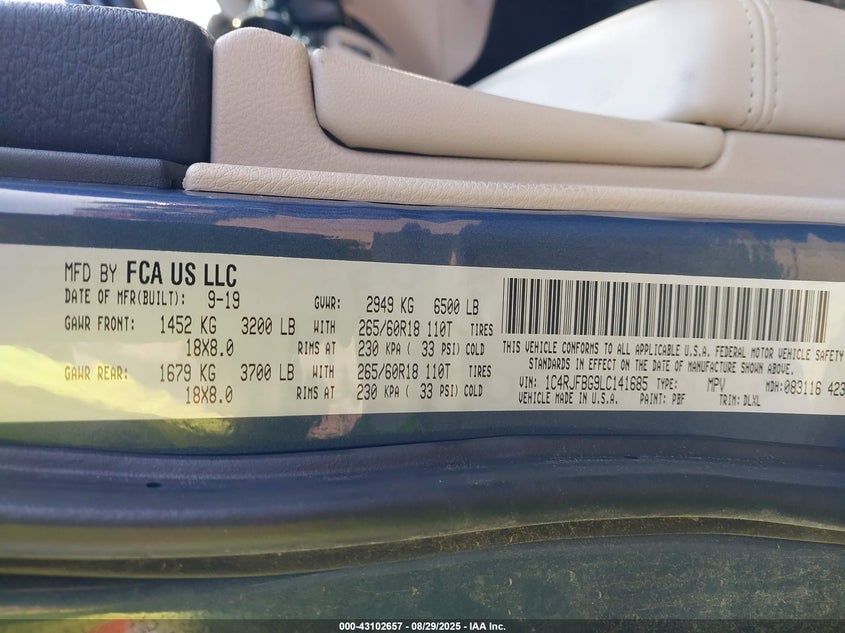 MFD BY FCA US LLC
DATE OF MFR(BUILT): 9-19 GVWR: 2949 KG 6500 LB
GAWR FRONT: 1452 KG 3200 LB WITH 265/60R18 110T TIRES
18X8.0 RIMS AT 230 KPA ( 33 PSI) COLD
GAWR REAR: 1679 KG 3700 LB WITH 265/60R18 110T TIRES
18X8.0 RIMS AT 230 KPA ( 33 PSI) COLD
THIS VEHICLE CONFORMS TO ALL APPLICABLE U.S.A. FEDERAL MOTOR VEHICLE SAFETY
STANDARDS IN EFFECT ON THE DATE OF MANUFACTURE SHOWN ABOVE.
VIN: 1C4RJFBG9LC141685 TYPE: MPV MDH: 083116 423
VEHICLE MADE IN U.S.A. PAINT: PBF TRIM: DLXL
000-43102657 - 08/29/2025 - IAA Inc.